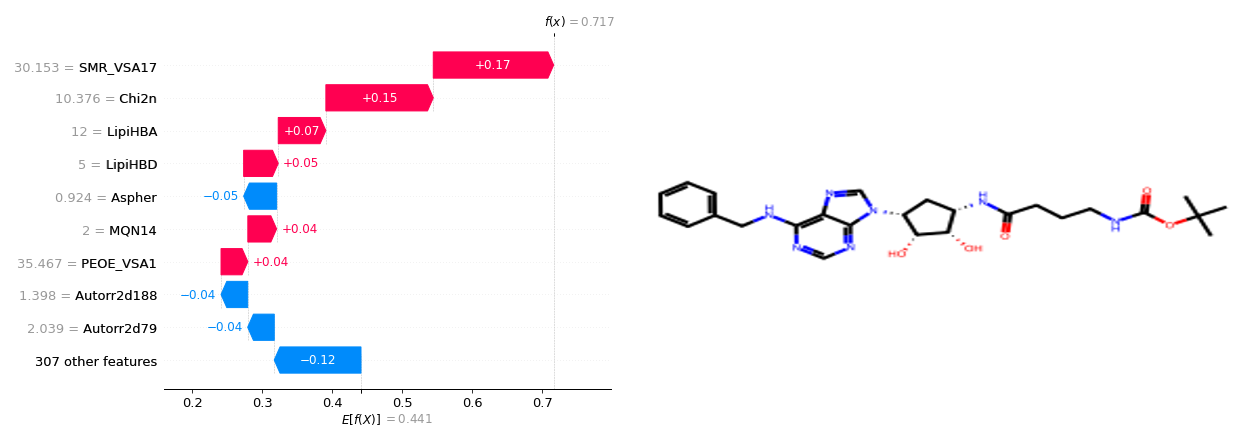 f(x) = 0.717
30.153 = SMR_VSA17 +0.17
10.376 = Chi2n +0.15
12 = LipiHBA +0.07
5 = LipiHBD +0.05
0.924 = Aspher −0.05
2 = MQN14 +0.04
35.467 = PEOE_VSA1 +0.04
1.398 = Autorr2d188 −0.04
2.039 = Autorr2d79 −0.04
307 other features −0.12
0.2 0.3 0.4 0.5 0.6 0.7
E[f(X)] = 0.441
H
N
N
N
N
N
HO
OH
N
H
O
N
H
O
O